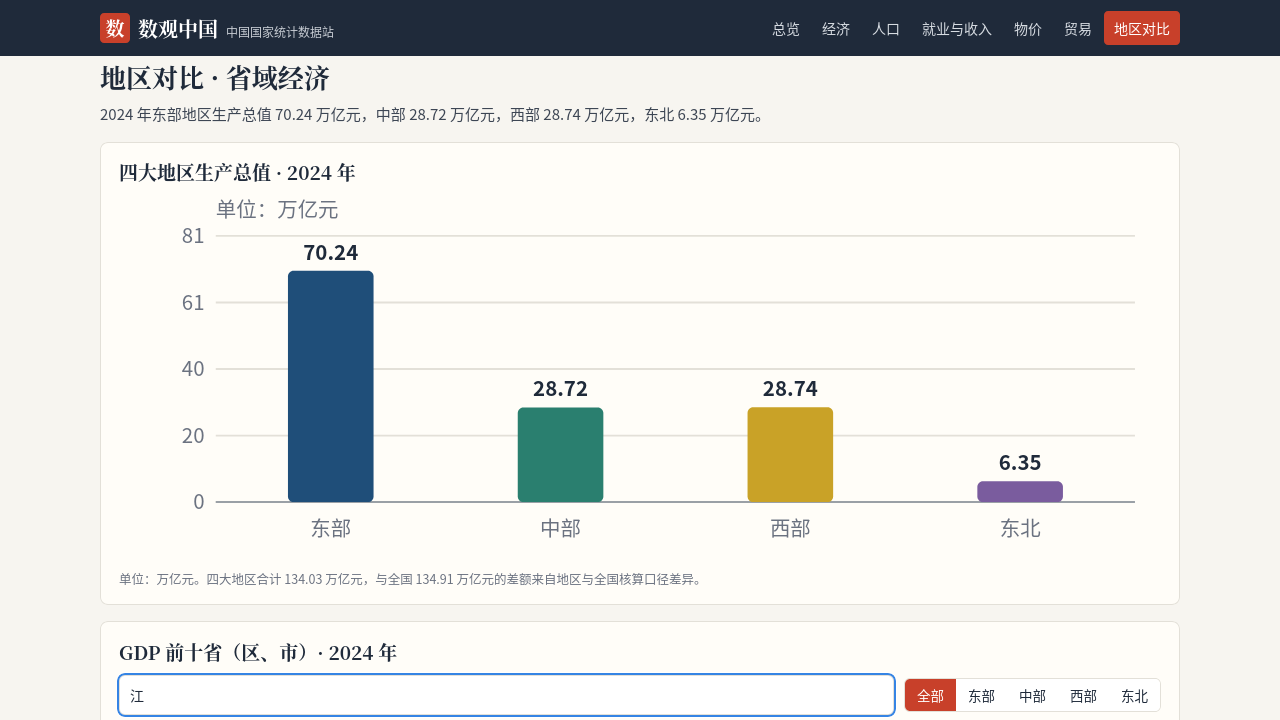 数 数观中国 中国国家统计数据站 总览 经济 人口 就业与收入 物价 贸易 地区对比
地区对比 · 省域经济
2024 年东部地区生产总值 70.24 万亿元，中部 28.72 万亿元，西部 28.74 万亿元，东北 6.35 万亿元。
四大地区生产总值 · 2024 年
单位：万亿元
81
61
40
20
0
70.24
28.72
28.74
6.35
东部 中部 西部 东北
单位：万亿元。四大地区合计 134.03 万亿元，与全国 134.91 万亿元的差额来自地区与全国核算口径差异。
GDP 前十省（区、市）· 2024 年
江 全部 东部 中部 西部 东北